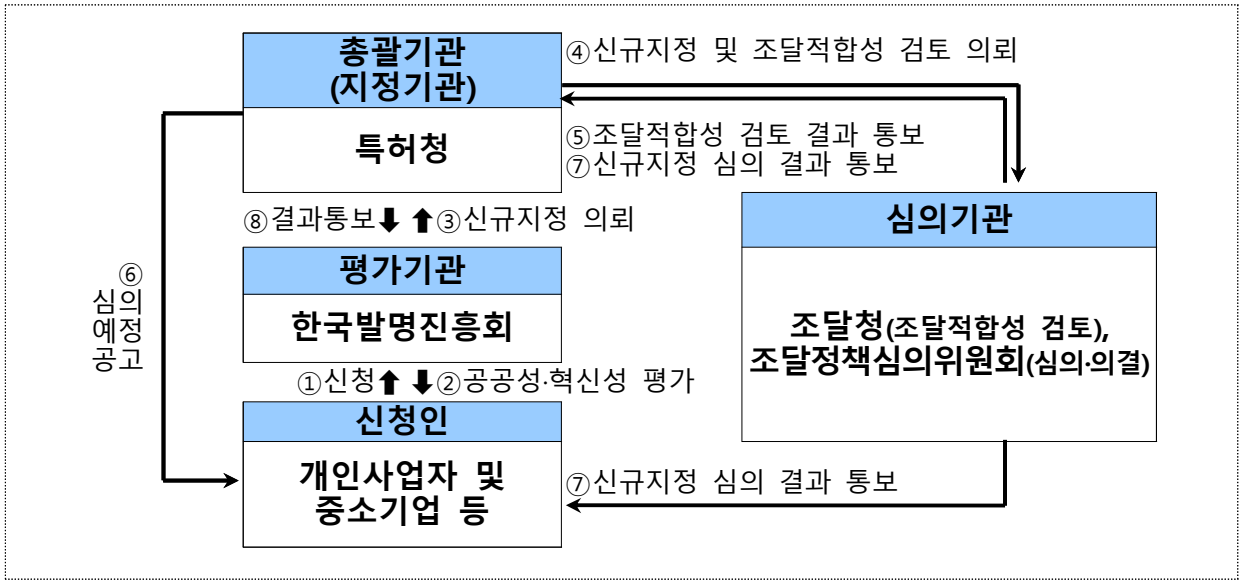 총괄기관
(지정기관)
특허청
④신규지정 및 조달적합성 검토 의뢰
⑤조달적합성 검토 결과 통보
⑦신규지정 심의 결과 통보
⑧결과통보⬇ ⬆③신규지정 의뢰
심의기관
조달청(조달적합성 검토),
조달정책심의위원회(심의·의결)
평가기관
한국발명진흥회
⑥
심의
예정
공고
①신청⬆ ⬇②공공성·혁신성 평가
신청인
개인사업자 및
중소기업 등
⑦신규지정 심의 결과 통보